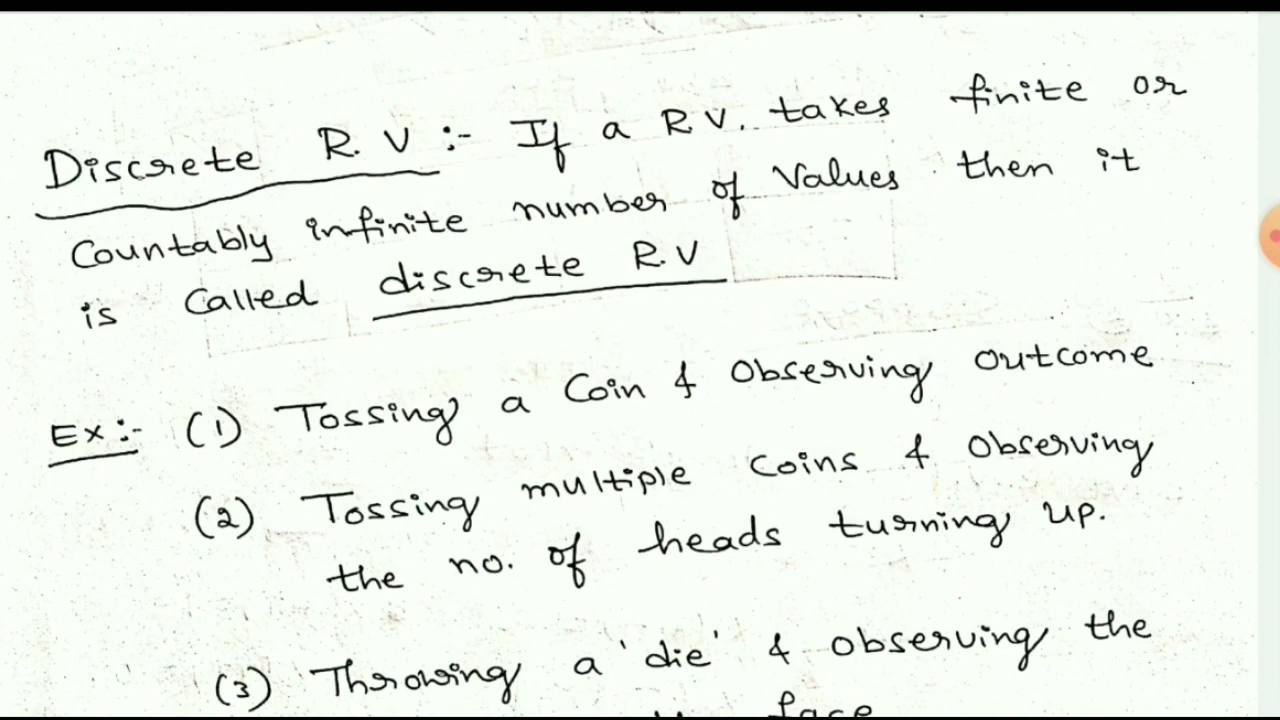 Discrete R.V :- If a R.V. takes finite or
Countably infinite number of Values then it
is Called discrete R.V
Ex:- (1) Tossing a Coin & Observing Outcome
(2) Tossing multiple Coins & Observing
the no. of heads turning up.
(3) Throwing a 'die' & observing the
face